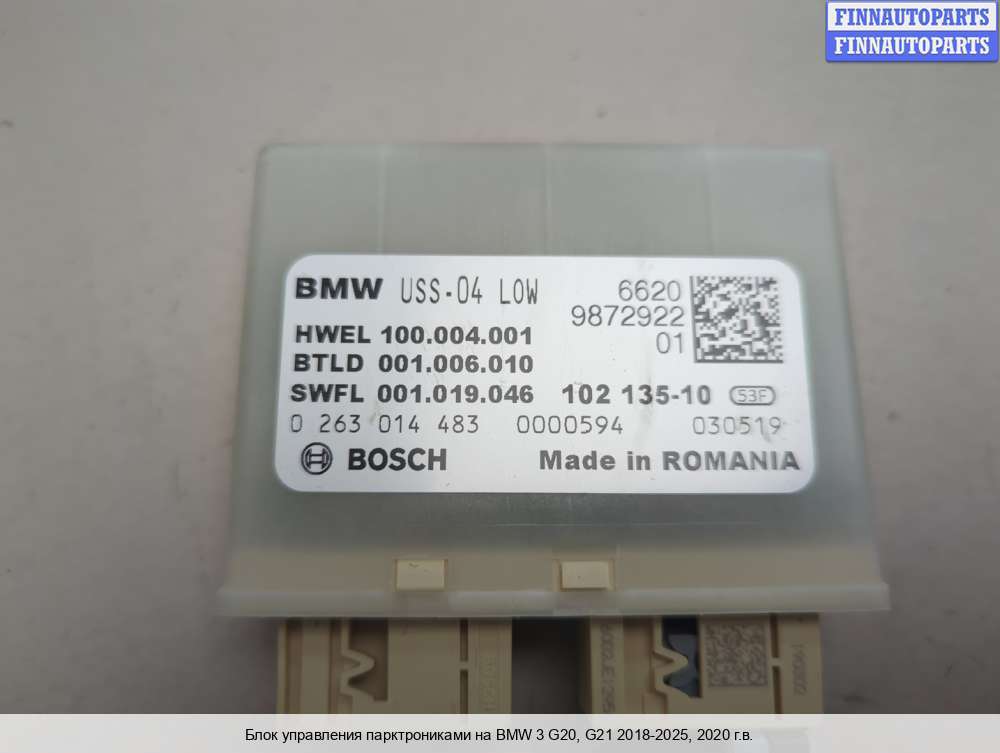 FINNAUTOPARTS
FINNAUTOPARTS
BMW USS-04 LOW 6620
9872922
01
HWEL 100.004.001
BTLD 001.006.010
SWFL 001.019.046 102 135-10 53F
0 263 014 483 0000594 030519
BOSCH Made in ROMANIA
Блок управления парктрониками на BMW 3 G20, G21 2018-2025, 2020 г.в.